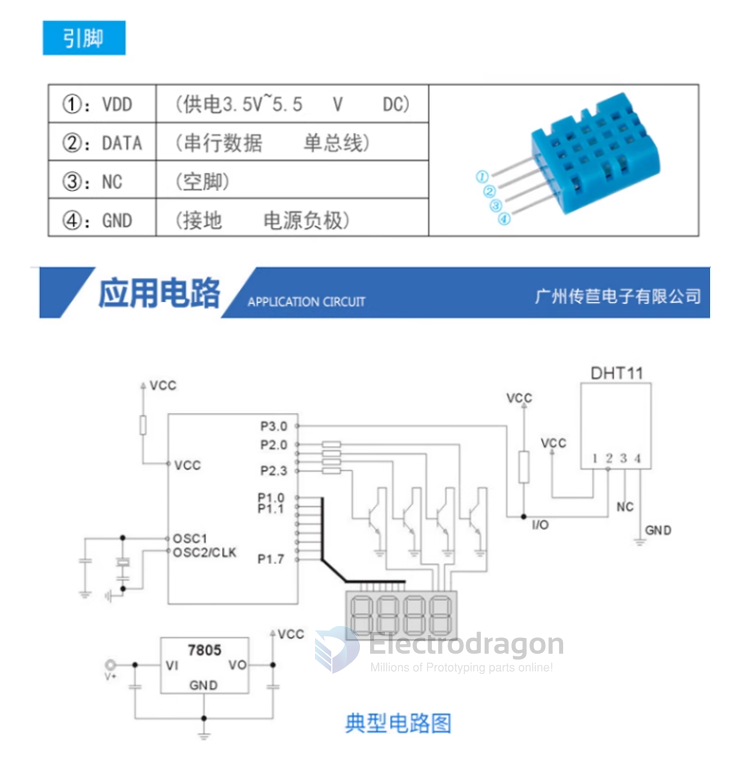 引脚
①: VDD (供电3.5V~5.5 V DC)
②: DATA (串行数据 单总线)
③: NC (空脚)
④: GND (接地 电源负极)
①
②
③
④
应用电路 APPLICATION CIRCUIT 广州传苣电子有限公司
DHT11
VCC
VCC
P3.0
VCC
P2.0
VCC
1 2 3 4
P2.3
P1.0
P1.1
NC
I/O
GND
OSC1
OSC2/CLK
P1.7
8888
VCC
7805
VI VO
V+
GND
Electrodragon
Millions of Prototyping parts online!
典型电路图